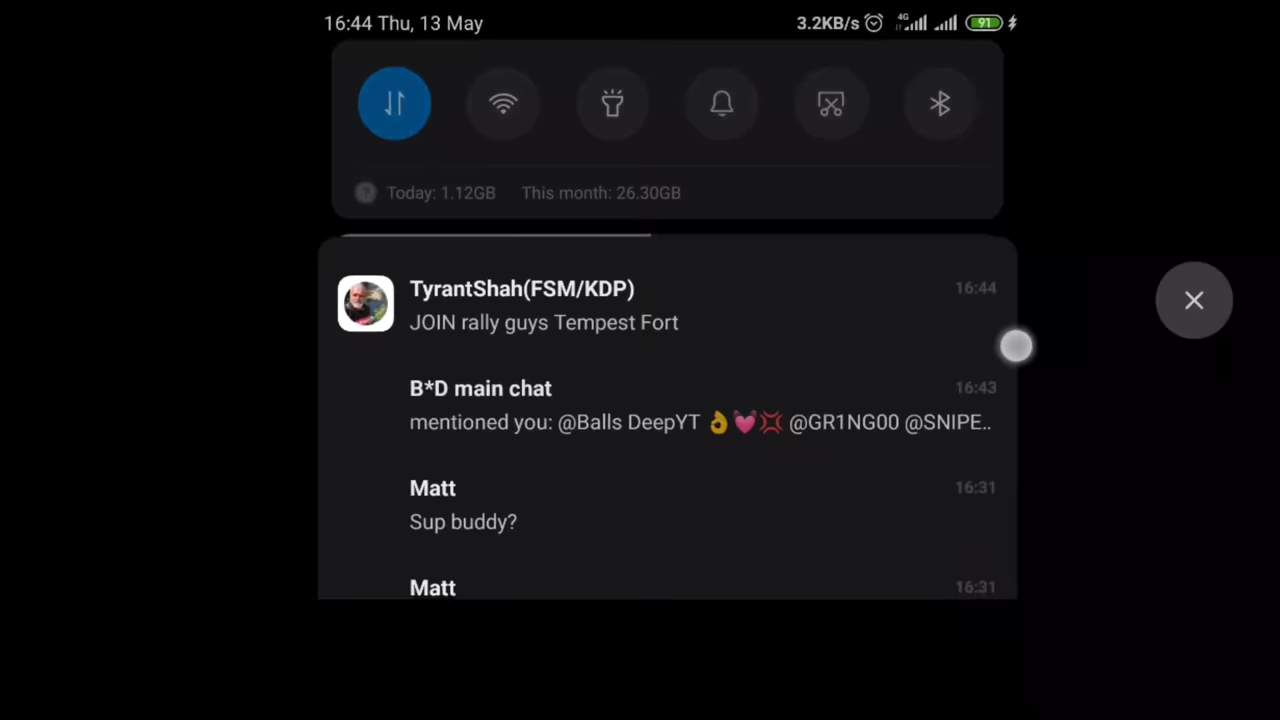 16:44 Thu, 13 May 3.2KB/s 4G 91
Today: 1.12GB This month: 26.30GB
TyrantShah(FSM/KDP) 16:44
JOIN rally guys Tempest Fort
B*D main chat 16:43
mentioned you: @Balls DeepYT 👌💓💢 @GR1NG00 @SNIPE..
Matt 16:31
Sup buddy?
Matt 16:31